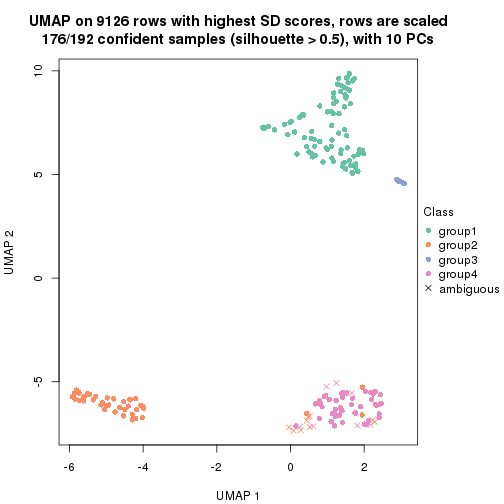 UMAP on 9126 rows with highest SD scores, rows are scaled
176/192 confident samples (silhouette > 0.5), with 10 PCs
10
5
0
-5
UMAP 2
-6
-4
-2
0
2
UMAP 1
Class
group1
group2
group3
group4
ambiguous